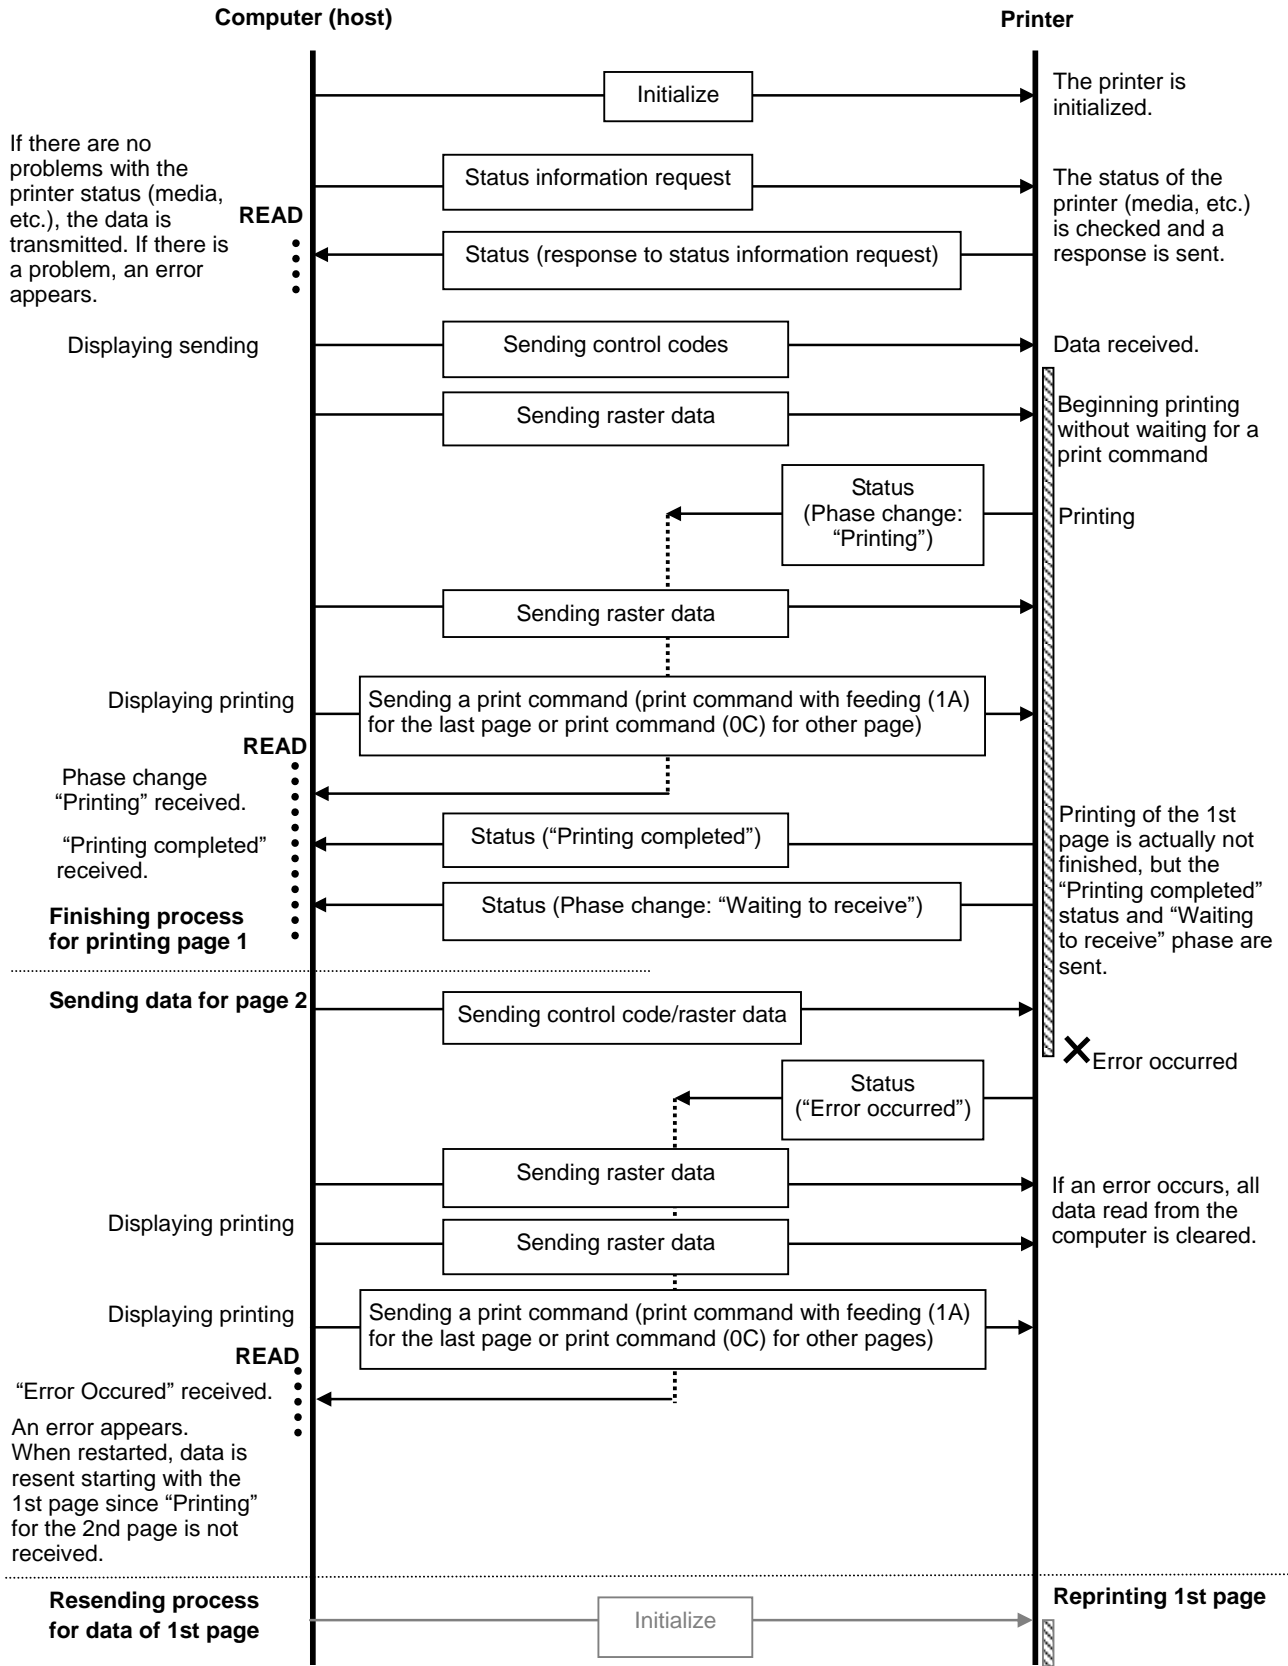 Computer (host)
Printer
Initialize
The printer is
initialized.
If there are no
problems with the
printer status (media,
etc.), the data is
transmitted. If there is
a problem, an error
appears.
READ
Status information request
The status of the
printer (media, etc.)
is checked and a
response is sent.
Status (response to status information request)
Displaying sending
Sending control codes
Data received.
Sending raster data
Beginning printing
without waiting for a
print command
Status
(Phase change:
“Printing”)
Printing
Sending raster data
Displaying printing
Sending a print command (print command with feeding (1A)
for the last page or print command (0C) for other page)
READ
Phase change
“Printing” received.
“Printing completed”
received.
Status (“Printing completed”)
Printing of the 1st
page is actually not
finished, but the
“Printing completed”
status and “Waiting
to receive” phase are
sent.
Status (Phase change: “Waiting to receive”)
Finishing process
for printing page 1
Sending data for page 2
Sending control code/raster data
Error occurred
Status
(“Error occurred”)
Sending raster data
If an error occurs, all
data read from the
computer is cleared.
Displaying printing
Sending raster data
Displaying printing
Sending a print command (print command with feeding (1A)
for the last page or print command (0C) for other pages)
READ
“Error Occured” received.
An error appears.
When restarted, data is
resent starting with the
1st page since “Printing”
for the 2nd page is not
received.
Resending process
for data of 1st page
Initialize
Reprinting 1st page